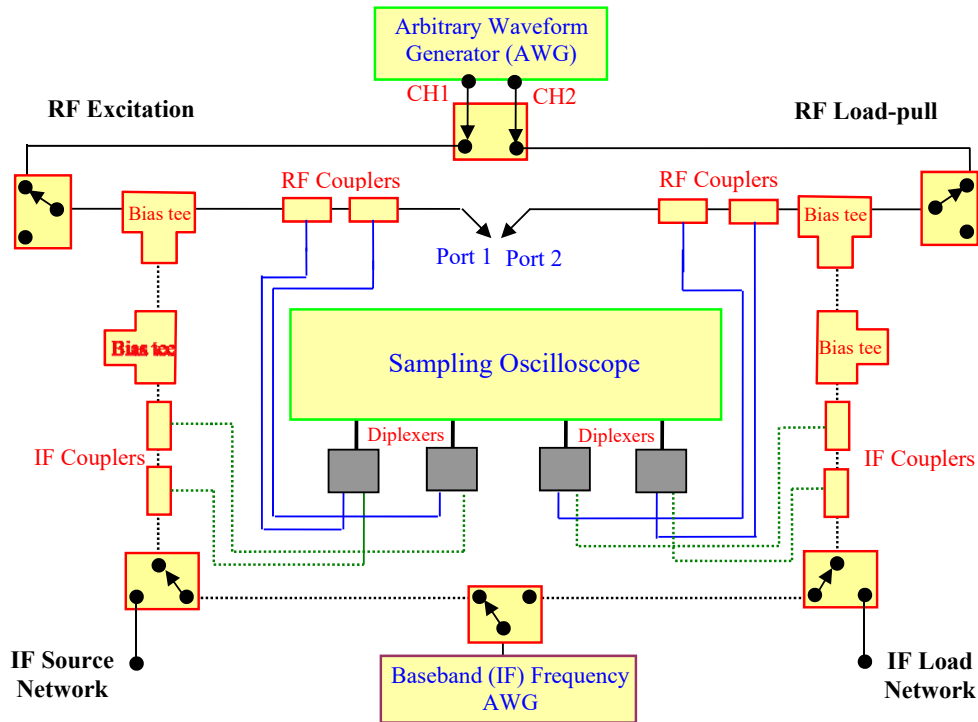 Arbitrary Waveform
Generator (AWG)
CH1
CH2
RF Excitation
RF Load-pull
RF Couplers
RF Couplers
Bias tee
Bias tee
Port 1
Port 2
Bias tee
Sampling Oscilloscope
Bias tee
Diplexers
Diplexers
IF Couplers
IF Couplers
IF Source
Network
Baseband (IF) Frequency
AWG
IF Load
Network